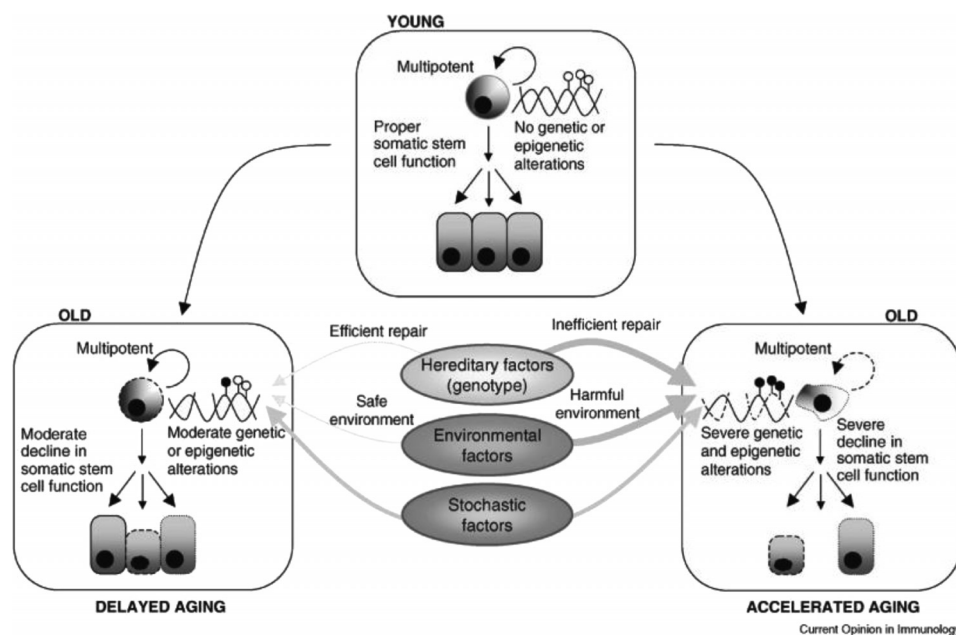 YOUNG
Multipotent
Proper
somatic stem
cell function
No genetic or
epigenetic
alterations
OLD
Multipotent
Moderate
decline in
somatic stem
cell function
Moderate genetic
or epigenetic
alterations
DELAYED AGING
Efficient repair
Inefficient repair
Hereditary factors
(genotype)
Safe
environment
Harmful
environment
Environmental
factors
Stochastic
factors
OLD
Multipotent
Severe genetic
and epigenetic
alterations
Severe
decline in
somatic stem
cell function
ACCELERATED AGING
Current Opinion in Immunology